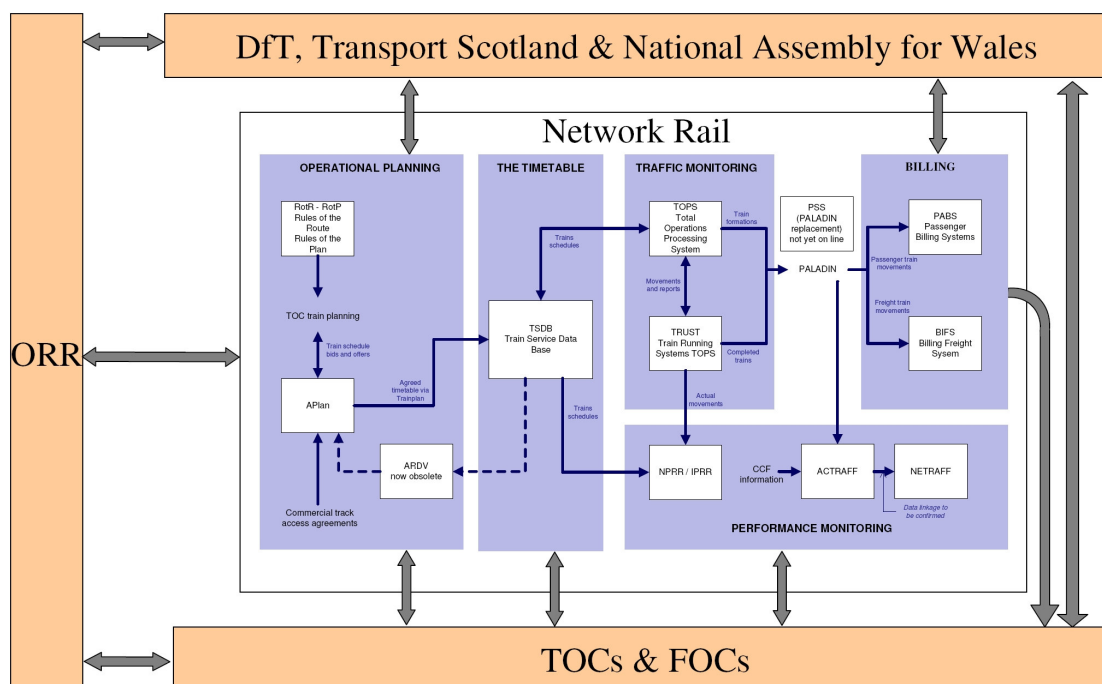 DfT, Transport Scotland & National Assembly for Wales
ORR
Network Rail
OPERATIONAL PLANNING
RotR - RotP
Rules of the
Route
Rules of the
Plan
TOC train planning
Train schedule
bids and offers
APlan
Agreed
timetable via
Trainplan
ARDV
now obsolete
Commercial track
access agreements
THE TIMETABLE
Trains
schedules
TSDB
Train Service Data
Base
Trains
schedules
TRAFFIC MONITORING
TOPS
Total
Operations
Processing
System
Train
formations
Movements
and reports
TRUST
Train Running
Systems TOPS
Completed
trains
Actual
movements
PSS
(PALADIN
replacement)
not yet on line
PALADIN
BILLING
PABS
Passenger
Billing Systems
Passenger train
movements
Freight train
movements
BIFS
Billing Freight
Sysem
NPRR / IPRR
CCF
information
ACTRAFF
NETRAFF
Data linkage to
be confirmed
PERFORMANCE MONITORING
TOCs & FOCs